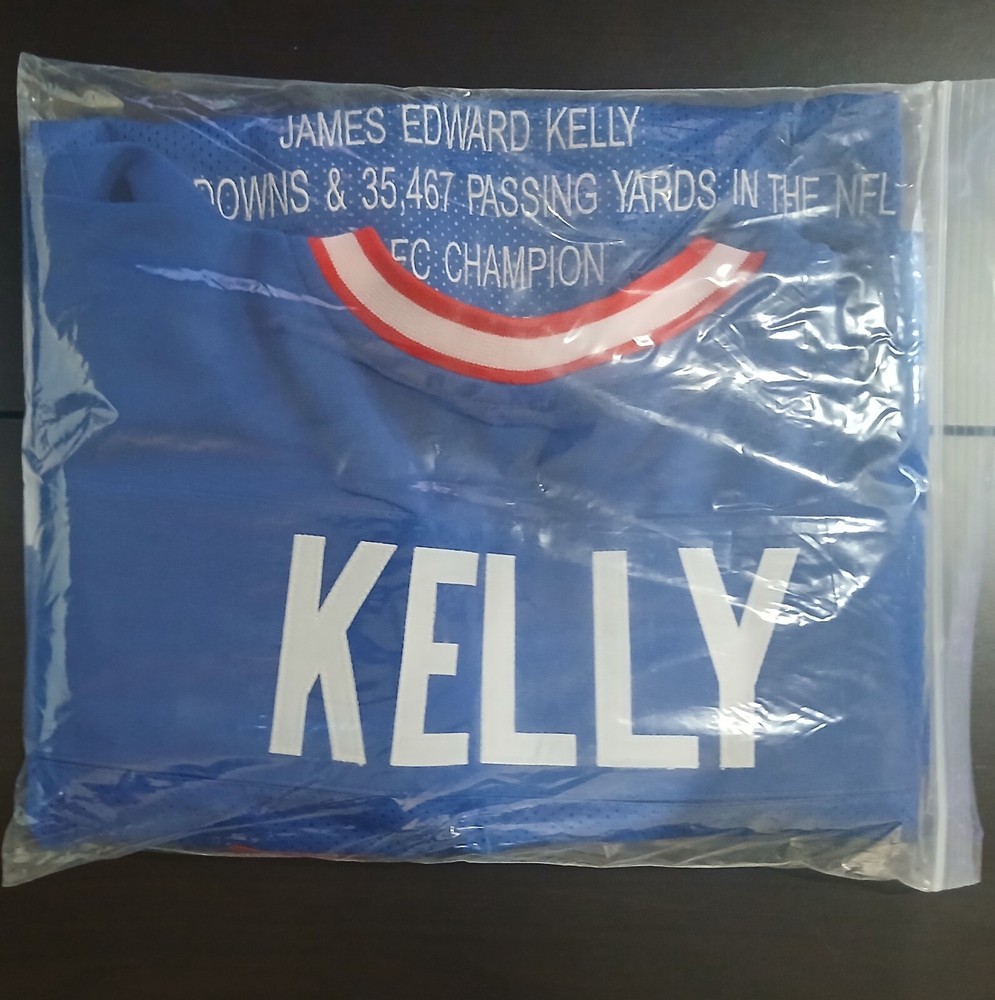 JAMES EDWARD KELLY
DOWNS & 35,467 PASSING YARDS IN THE NFL
FC CHAMPION
KELLY